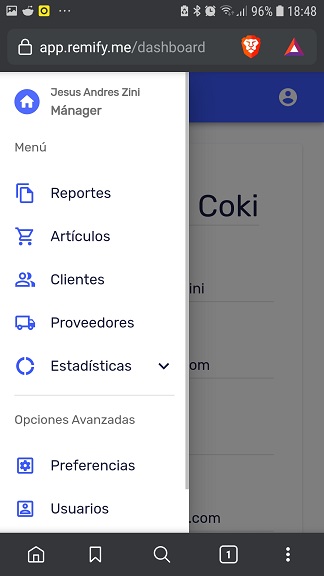 96% 18:48
app.remify.me/dashboard
Jesus Andres Zini
Mánager
Menú
Coki
Reportes
Artículos
Clientes
ini
Proveedores
Estadísticas
om
Opciones Avanzadas
Preferencias
Usuarios
.com
1